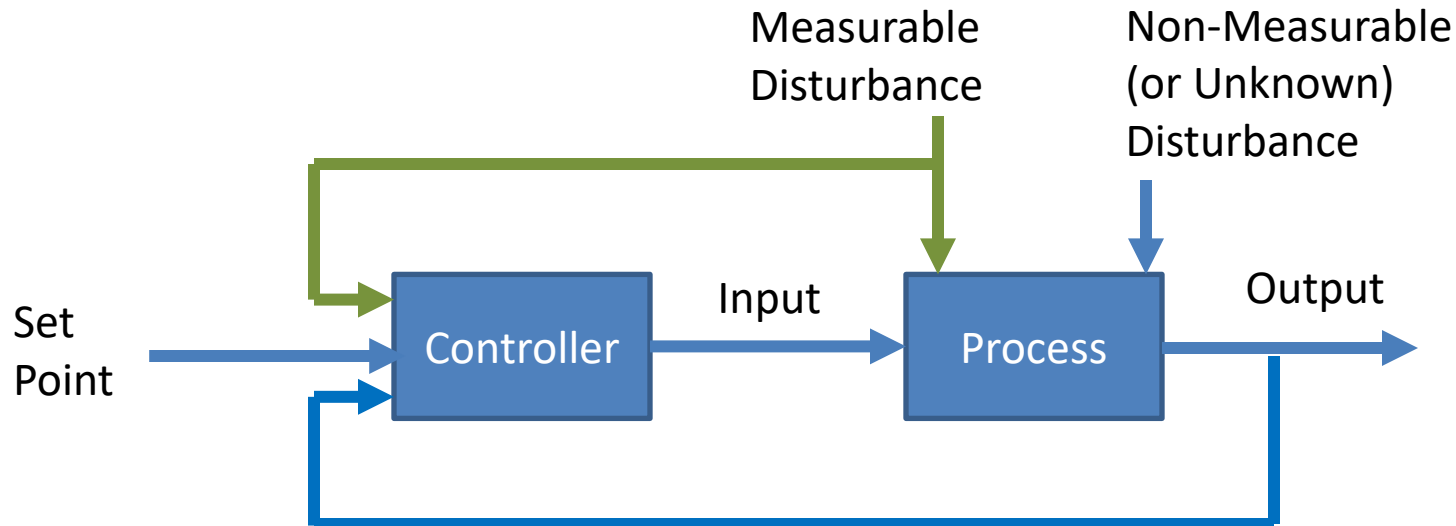 Measurable
Disturbance
Non-Measurable
(or Unknown)
Disturbance
Set
Point
Controller
Input
Process
Output